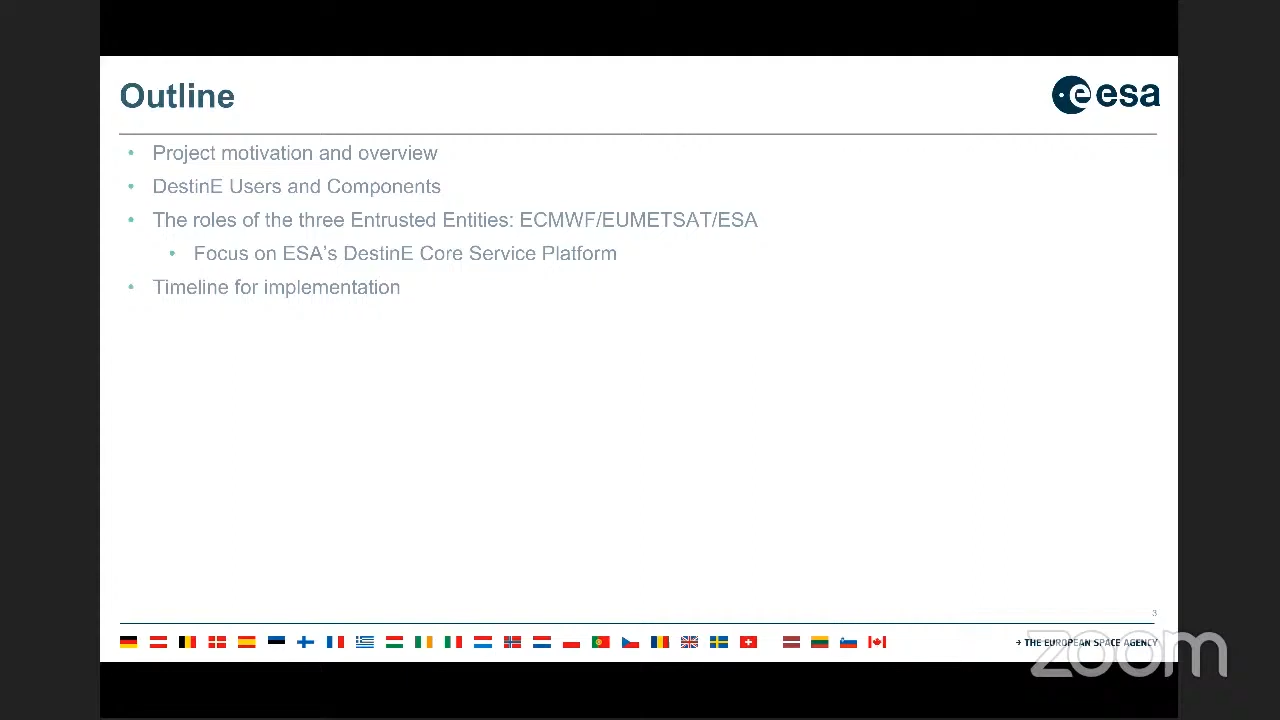 Outline
esa
• Project motivation and overview
• DestinE Users and Components
• The roles of the three Entrusted Entities: ECMWF/EUMETSAT/ESA
• Focus on ESA’s DestinE Core Service Platform
• Timeline for implementation
3
→ THE EUROPEAN SPACE AGENCY
zoom